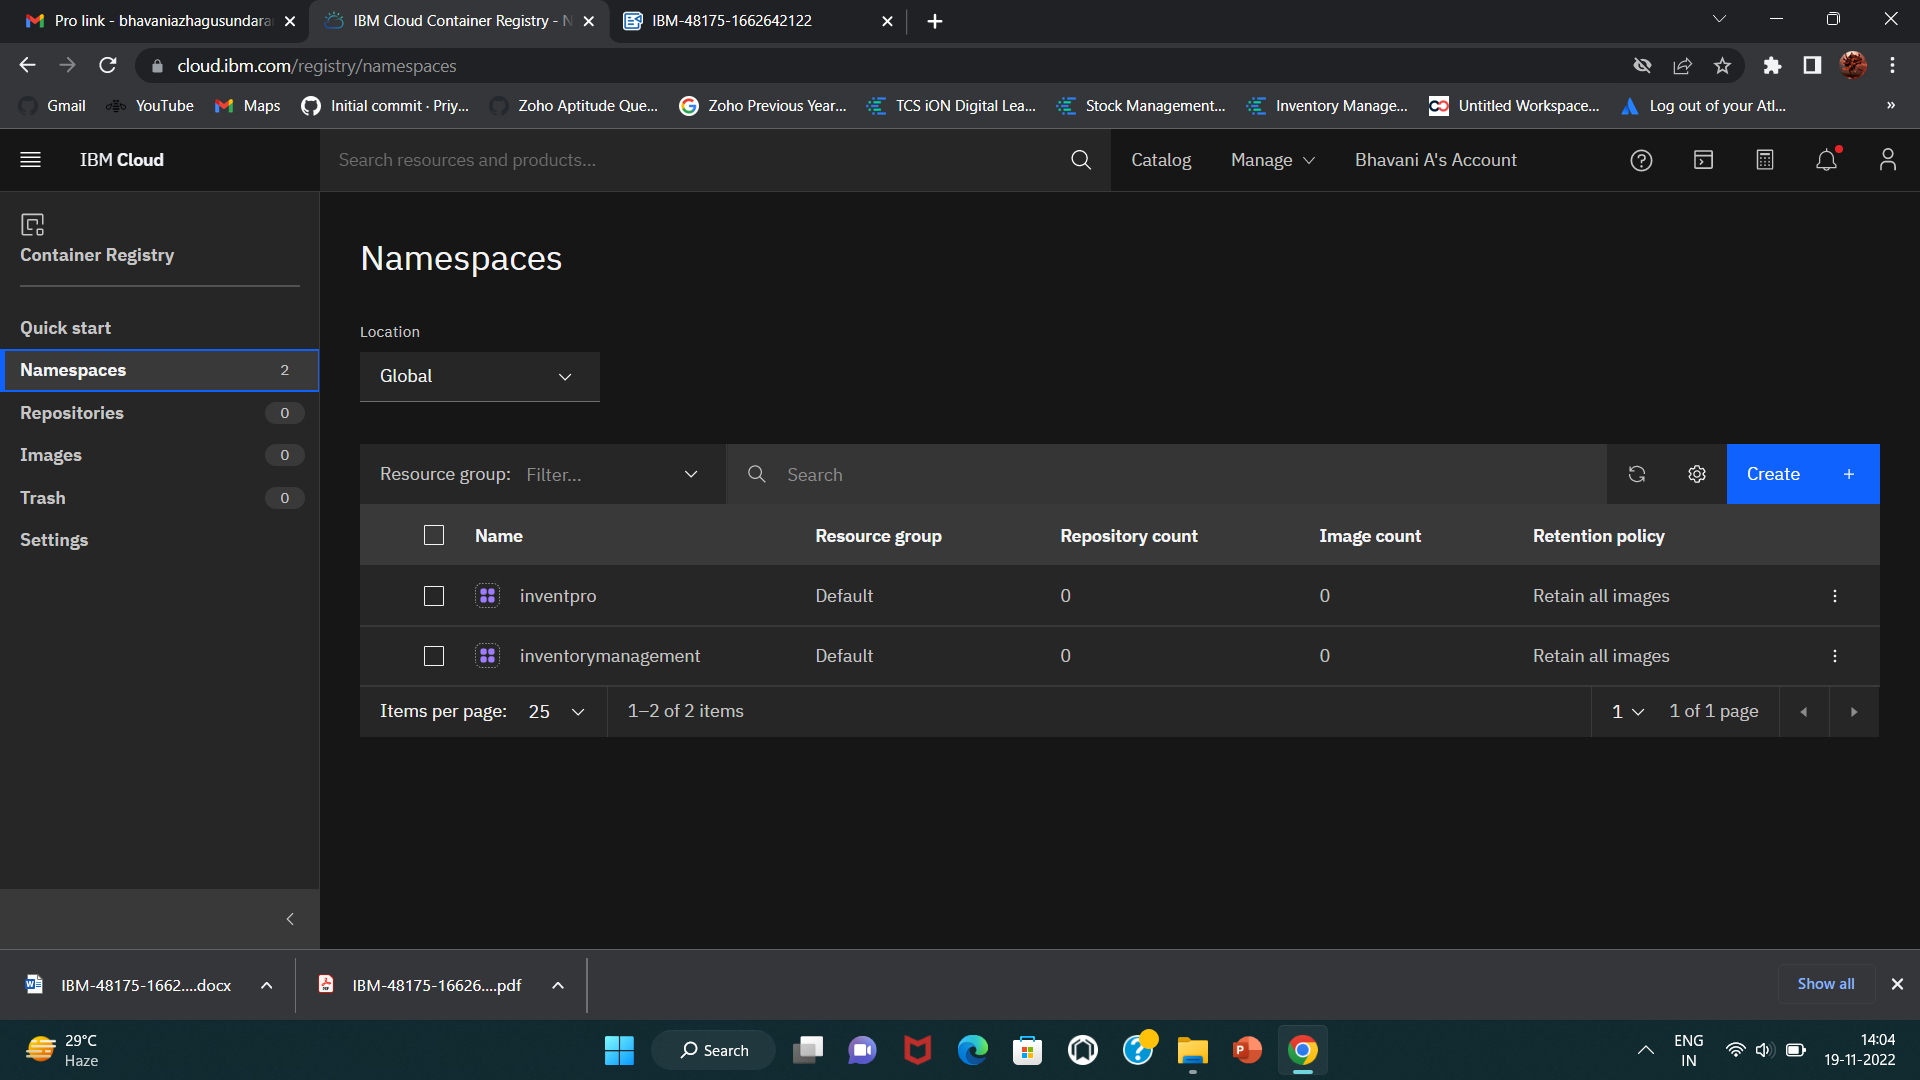 Pro link - bhavaniazhagusundara
IBM Cloud Container Registry - N
IBM-48175-1662642122
cloud.ibm.com/registry/namespaces
Gmail
YouTube
Maps
Initial commit · Priy...
Zoho Aptitude Que...
Zoho Previous Year...
TCS iON Digital Lea...
Stock Management...
Inventory Manage...
Untitled Workspace...
Log out of your Atl...
»
IBM Cloud
Search resources and products...
Catalog
Manage
Bhavani A's Account
Container Registry
Quick start
Namespaces 2
Repositories 0
Images 0
Trash 0
Settings
Namespaces
Location
Global
Resource group: Filter...
Search
Create +
Name Resource group Repository count Image count Retention policy
inventpro Default 0 0 Retain all images
inventorymanagement Default 0 0 Retain all images
Items per page: 25 1–2 of 2 items 1 1 of 1 page
IBM-48175-1662....docx
IBM-48175-16626....pdf
Show all
29°C
Haze
Search
ENG
IN
14:04
19-11-2022